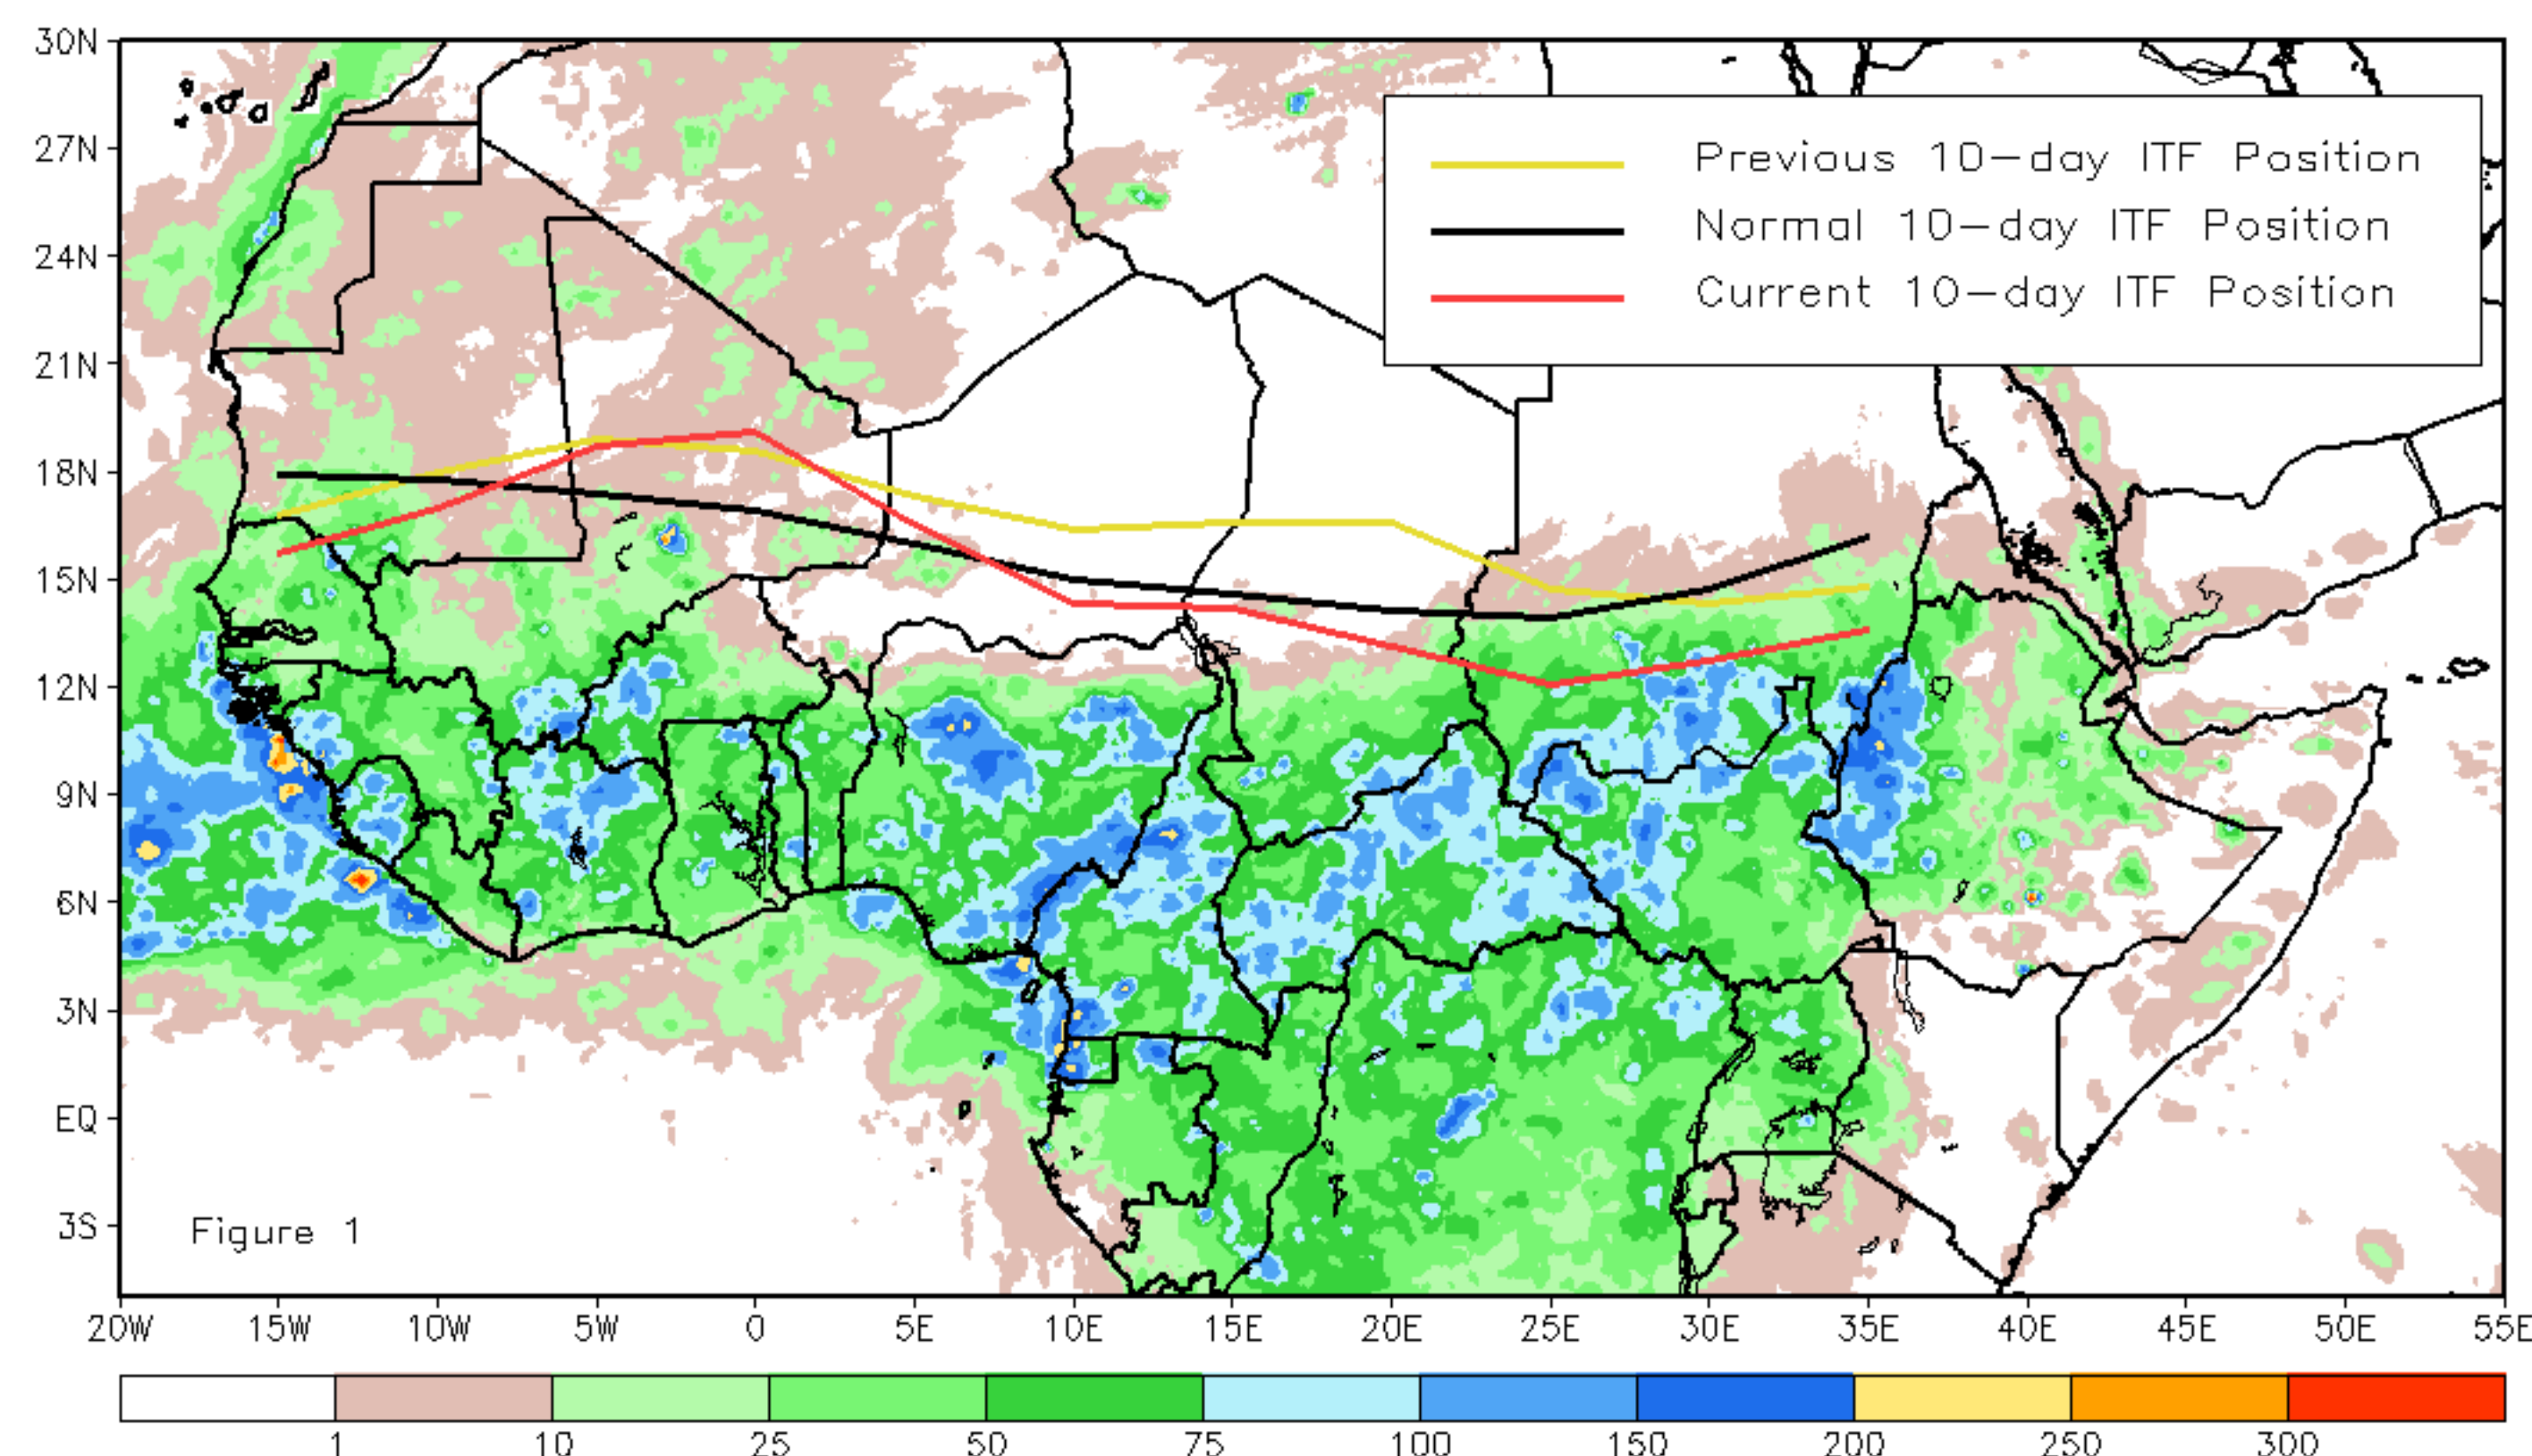 30N
27N
24N
21N
18N
15N
12N
9N
6N
3N
EQ
3S
Previous 10-day ITF Position
Normal 10-day ITF Position
Current 10-day ITF Position
Figure 1
20W 15W 10W 5W 0 5E 10E 15E 20E 25E 30E 35E 40E 45E 50E 55E
1 10 25 50 75 100 150 200 250 300